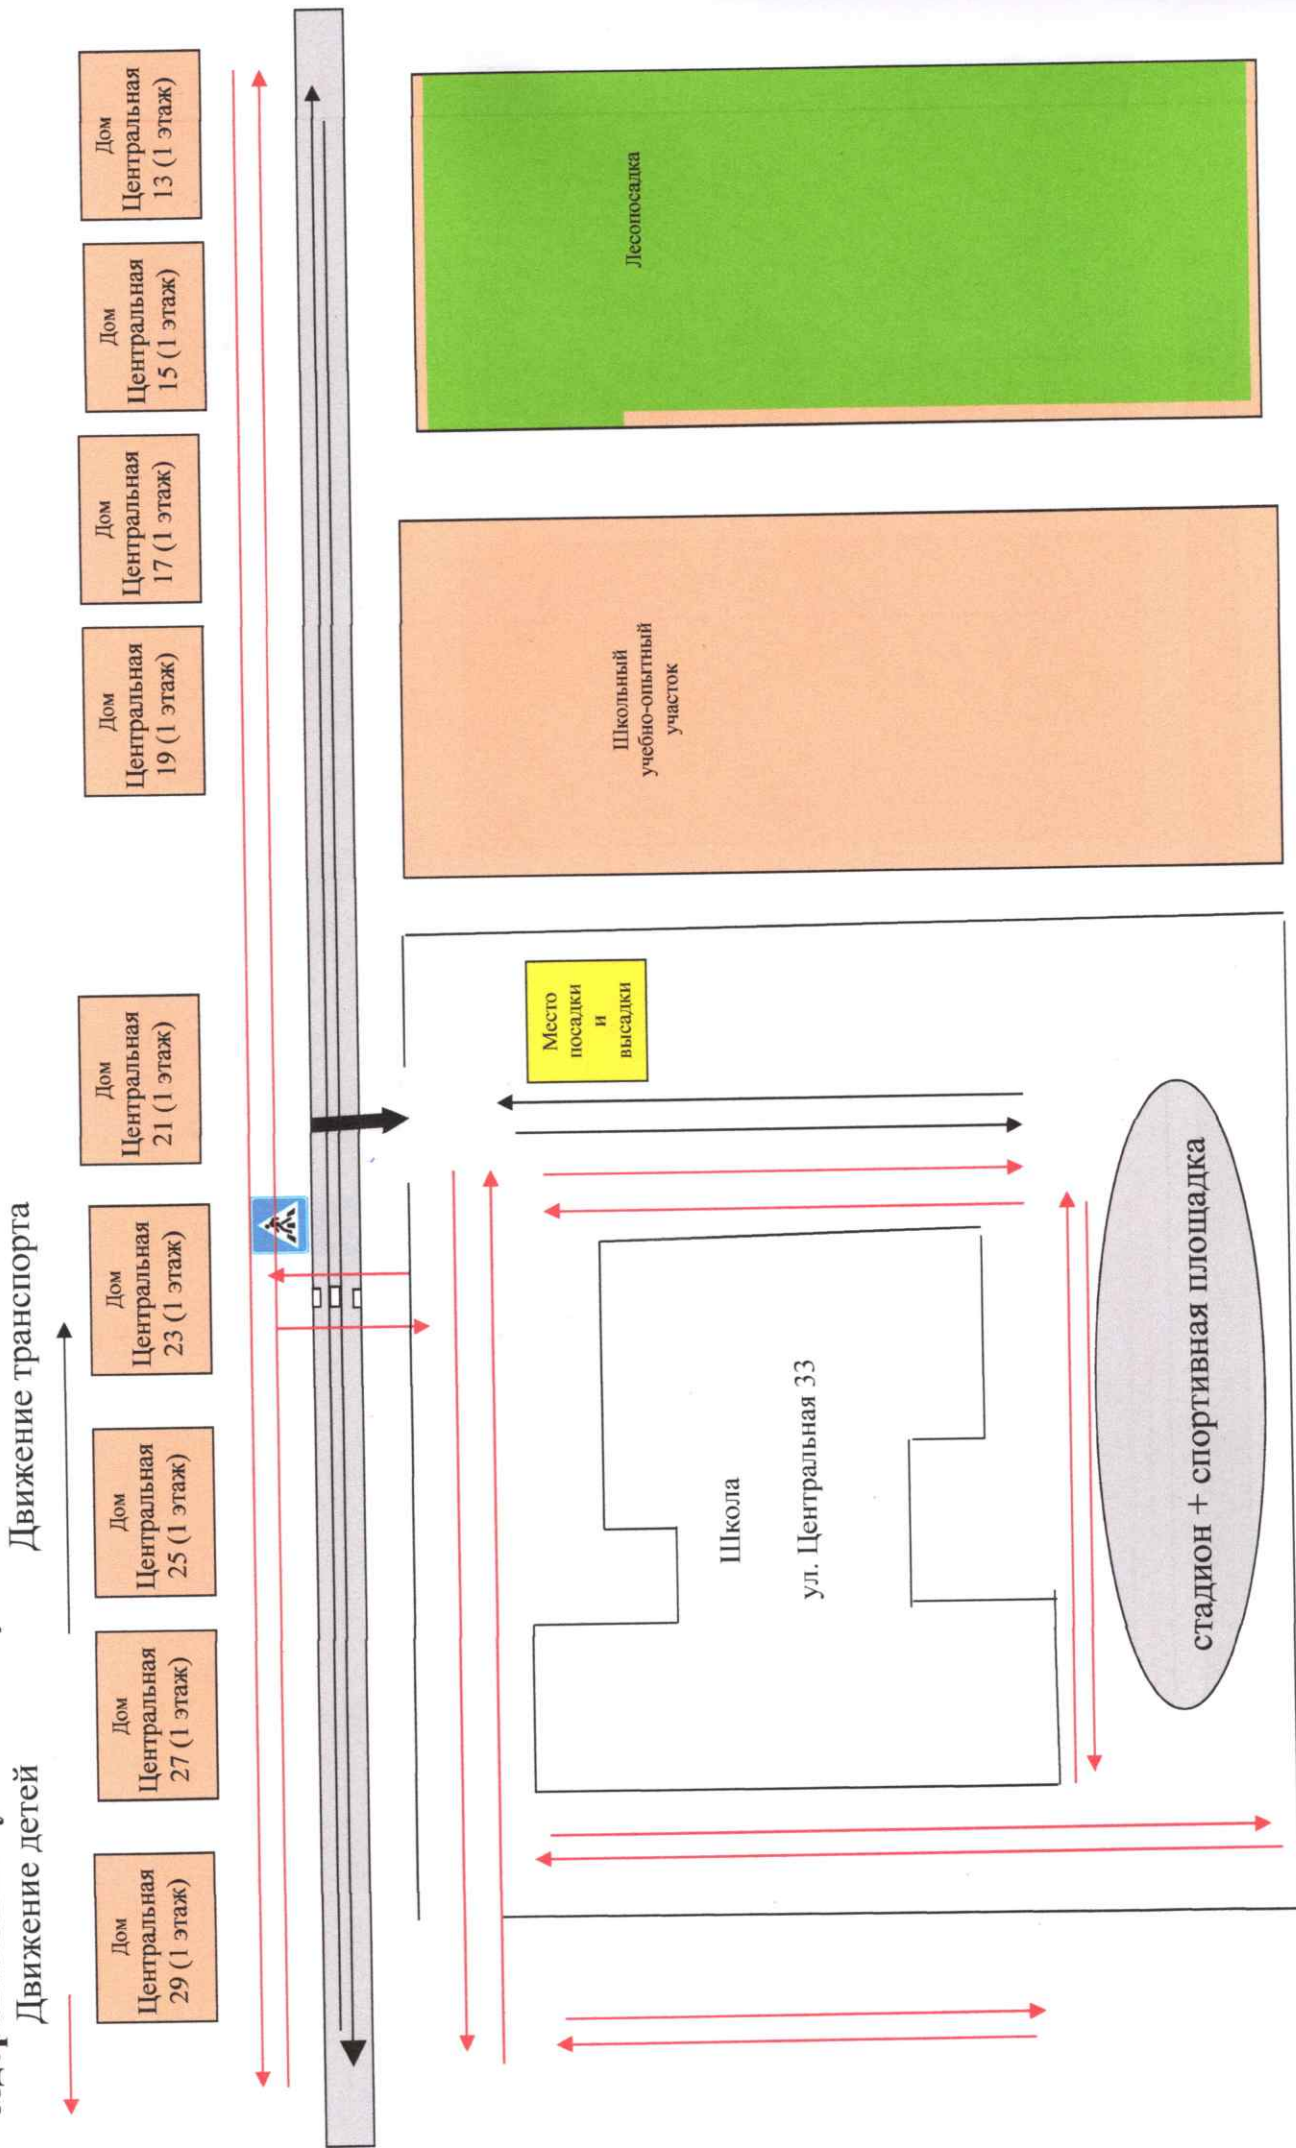 Движение детей
Движение транспорта
Дом
Центральная
29 (1 этаж)
Дом
Центральная
27 (1 этаж)
Дом
Центральная
25 (1 этаж)
Дом
Центральная
23 (1 этаж)
Дом
Центральная
21 (1 этаж)
Дом
Центральная
19 (1 этаж)
Дом
Центральная
17 (1 этаж)
Дом
Центральная
15 (1 этаж)
Дом
Центральная
13 (1 этаж)
Место
посадки
и
высадки
Школа
ул. Центральная 33
Школьный
учебно-опытный
участок
Лесопосадка
стадион + спортивная площадка